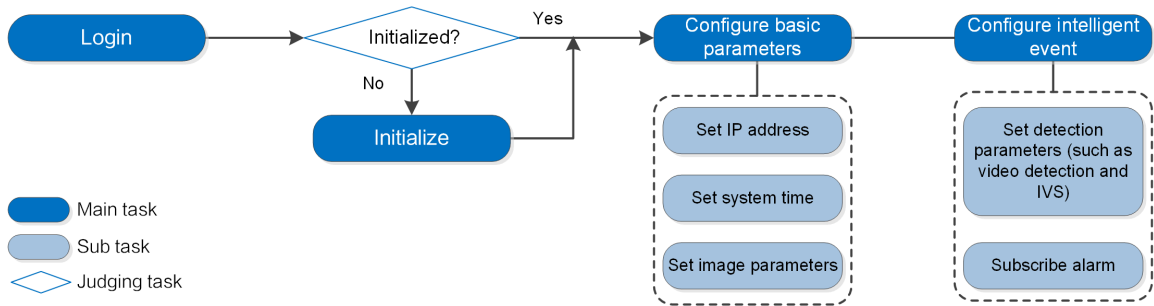 Login
Initialized?
Yes
No
Initialize
Configure basic
parameters
Configure intelligent
event
Set IP address
Set system time
Set image parameters
Set detection
parameters (such as
video detection and
IVS)
Subscribe alarm
Main task
Sub task
Judging task